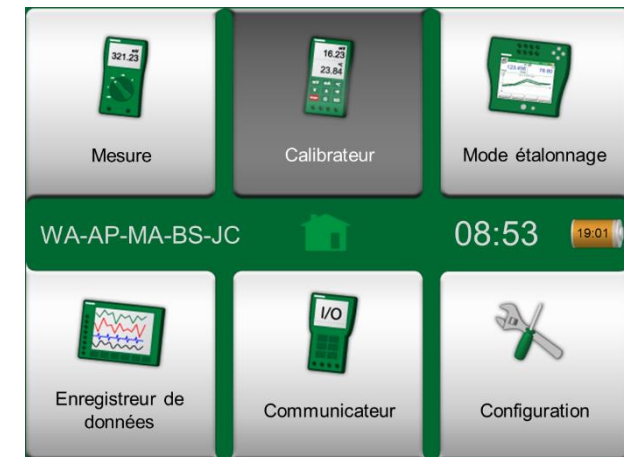 321.23
Mesure
16.23
23.84
Calibrateur
Mode étalonnage
WA-AP-MA-BS-JC
08:53
19:01
Enregistreur de
données
I/O
Communicateur
Configuration